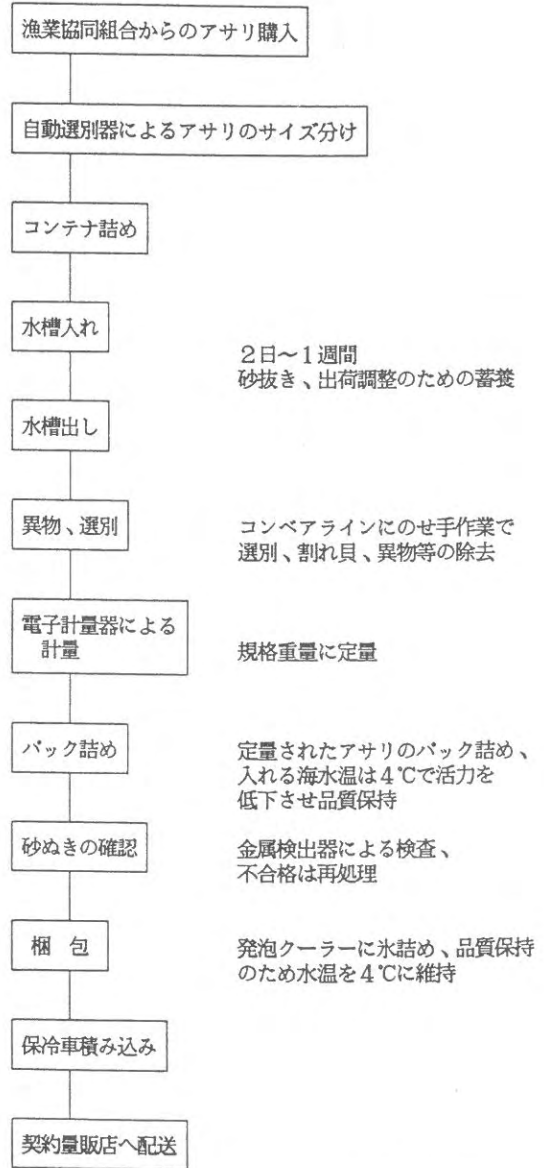 漁業協同組合からのアサリ購入
自動選別器によるアサリのサイズ分け
コンテナ詰め
水槽入れ
2日～1週間
砂抜き、出荷調整のための蓄養
水槽出し
異物、選別
コンベアラインにのせ手作業で
選別、割れ貝、異物等の除去
電子計量器による
計量
規格重量に定量
パック詰め
定量されたアサリのパック詰め、
入れる海水温は4℃で活力を
低下させ品質保持
砂ぬきの確認
金属検出器による検査、
不合格は再処理
梱 包
発泡クーラーに氷詰め、品質保持
のため水温を4℃に維持
保冷車積み込み
契約量販店へ配送